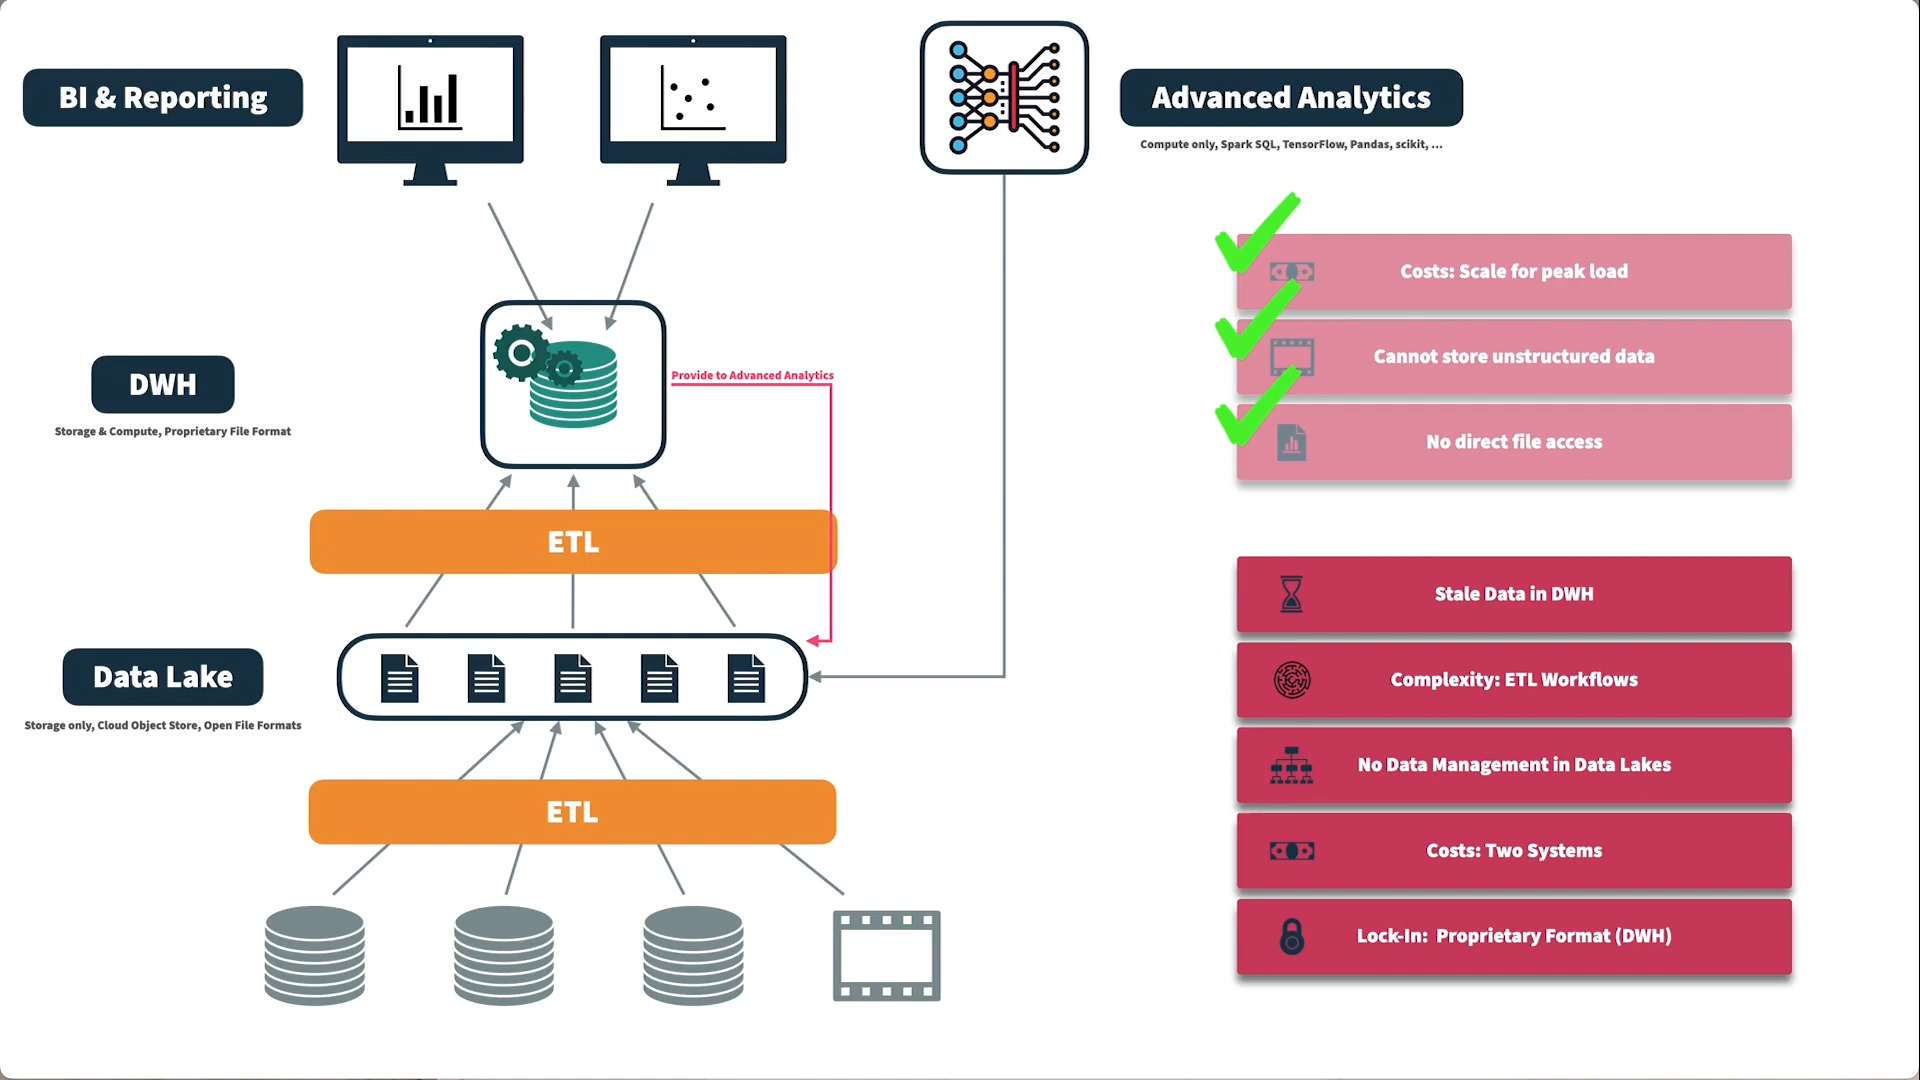 BI & Reporting
Advanced Analytics
Compute only, Spark SQL, TensorFlow, Pandas, scikit, ...
Costs: Scale for peak load
Cannot store unstructured data
No direct file access
DWH
Storage & Compute, Proprietary File Format
Provide to Advanced Analytics
ETL
Data Lake
Storage only, Cloud Object Store, Open File Formats
ETL
Stale Data in DWH
Complexity: ETL Workflows
No Data Management in Data Lakes
Costs: Two Systems
Lock-In:  Proprietary Format (DWH)